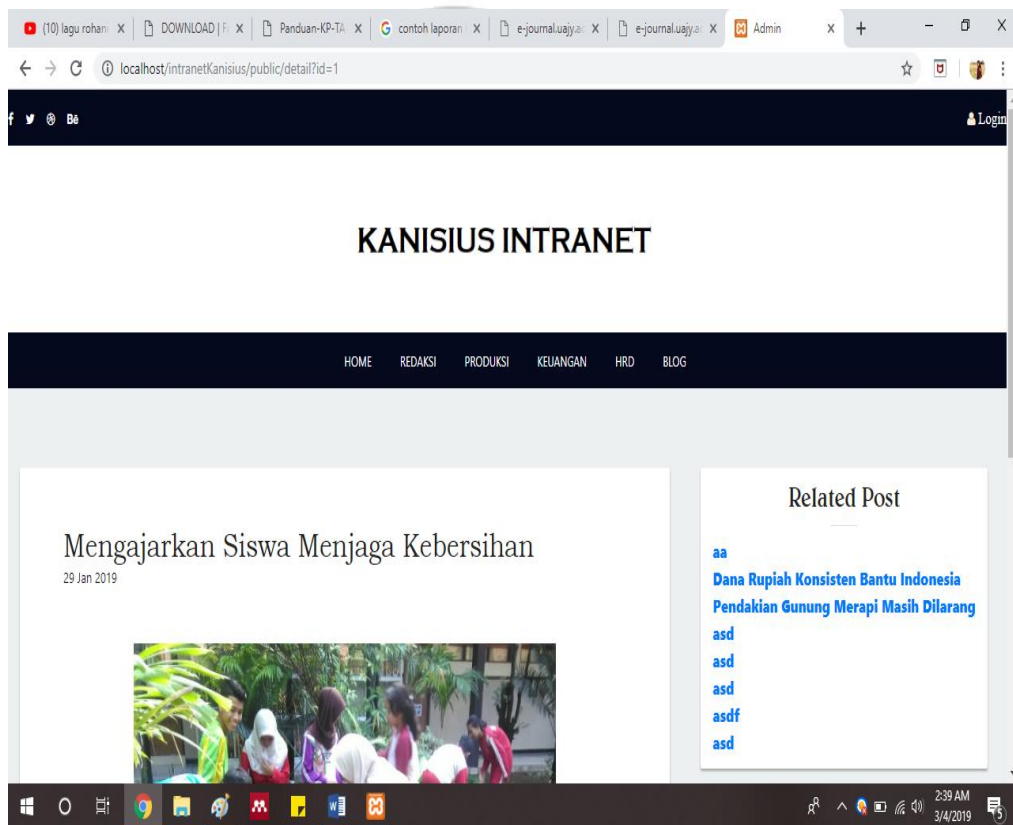 (10) lagu rohani
DOWNLOAD | F
Panduan-KP-TA
contoh laporan
e-journal.uajy.ac
e-journal.uajy.ac
Admin
localhost/intranetKanisius/public/detail?id=1
Bē
Login
KANISIUS INTRANET
HOME REDAKSI PRODUKSI KEUANGAN HRD BLOG
Mengajarkan Siswa Menjaga Kebersihan
29 Jan 2019
Related Post
aa
Dana Rupiah Konsisten Bantu Indonesia
Pendakian Gunung Merapi Masih Dilarang
asd
asd
asd
asdf
asd
2:39 AM
3/4/2019
5